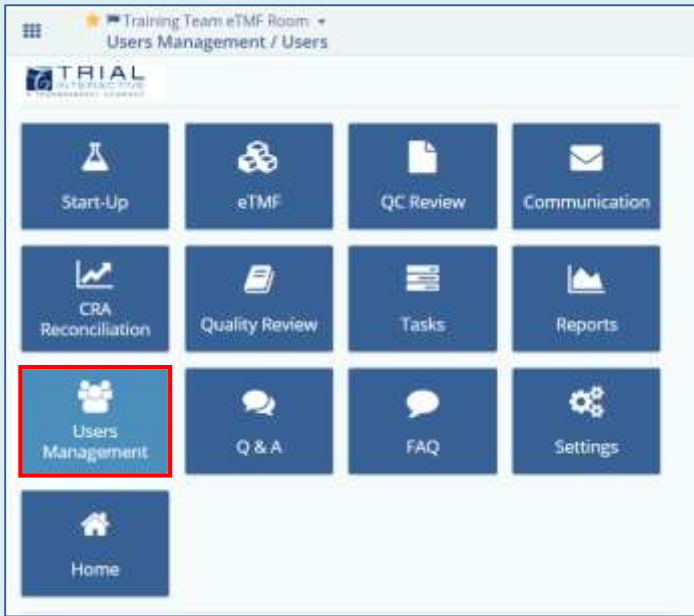 Training Team eTMF Room
Users Management / Users
TRIAL
INTERACTIVE
Start-Up
eTMF
QC Review
Communication
CRA
Reconciliation
Quality Review
Tasks
Reports
Users
Management
Q & A
FAQ
Settings
Home